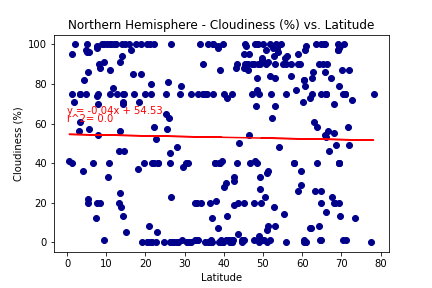 Northern Hemisphere - Cloudiness (%) vs. Latitude
100
80
60
40
20
0
Cloudiness (%)
y = -0.04x + 54.53
r^2= 0.0
0 10 20 30 40 50 60 70 80
Latitude